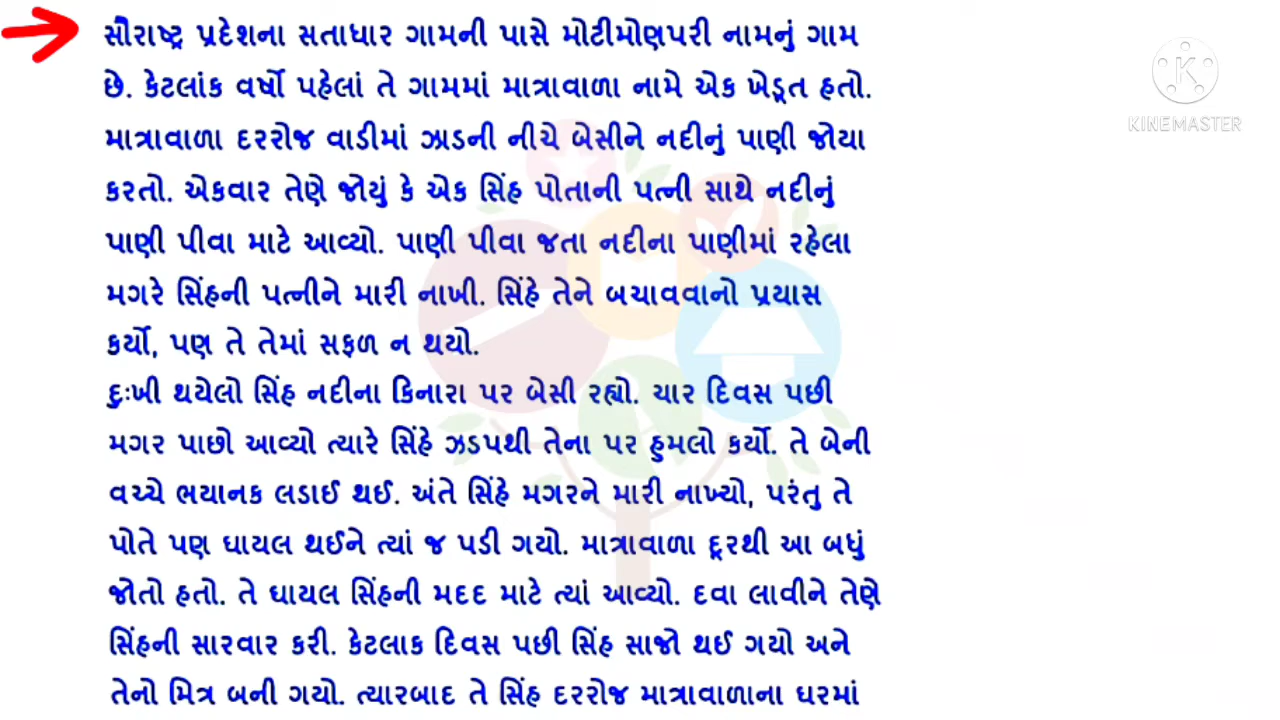 સૌરાષ્ટ્ર પ્રદેશના સતાધાર ગામની પાસે મોટીમોણપરી નામનું ગામ
છે. કેટલાંક વર્ષો પહેલાં તે ગામમાં માત્રાવાળા નામે એક ખેડૂત હતો.
માત્રાવાળા દરરોજ વાડીમાં ઝાડની નીચે બેસીને નદીનું પાણી જોયા
કરતો. એકવાર તેણે જોયું કે એક સિંહ પોતાની પત્ની સાથે નદીનું
પાણી પીવા માટે આવ્યો. પાણી પીવા જતા નદીના પાણીમાં રહેલા
મગરે સિંહની પત્નીને મારી નાખી. સિંહે તેને બચાવવાનો પ્રયાસ
કર્યો, પણ તે તેમાં સફળ ન થયો.
દુઃખી થયેલો સિંહ નદીના કિનારા પર બેસી રહ્યો. ચાર દિવસ પછી
મગર પાછો આવ્યો ત્યારે સિંહે ઝડપથી તેના પર હુમલો કર્યો. તે બેની
વચ્ચે ભયાનક લડાઈ થઈ. અંતે સિંહે મગરને મારી નાખ્યો, પરંતુ તે
પોતે પણ ઘાયલ થઈને ત્યાં જ પડી ગયો. માત્રાવાળા દૂરથી આ બધું
જોતો હતો. તે ઘાયલ સિંહની મદદ માટે ત્યાં આવ્યો. દવા લાવીને તેણે
સિંહની સારવાર કરી. કેટલાક દિવસ પછી સિંહ સાજો થઈ ગયો અને
તેનો મિત્ર બની ગયો. ત્યારબાદ તે સિંહ દરરોજ માત્રાવાળાના ઘરમાં
K
KINEMASTER